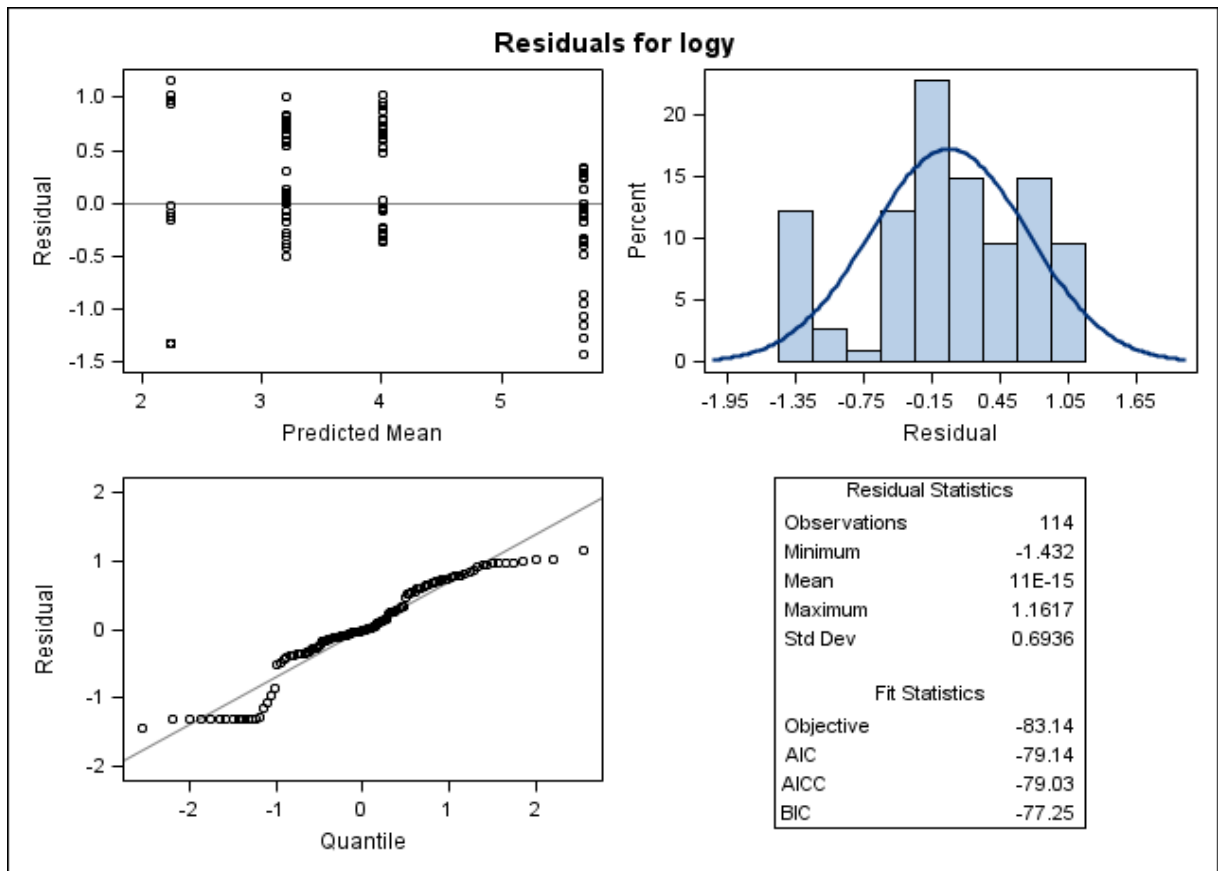 Residuals for logy
1.0
0.5
0.0
-0.5
-1.0
-1.5
Residual
2 3 4 5
Predicted Mean
20
15
10
5
0
Percent
-1.95 -1.35 -0.75 -0.15 0.45 1.05 1.65
Residual
2
1
0
-1
-2
Residual
-2 -1 0 1 2
Quantile
Residual Statistics
Observations 114
Minimum -1.432
Mean 11E-15
Maximum 1.1617
Std Dev 0.6936
Fit Statistics
Objective -83.14
AIC -79.14
AICC -79.03
BIC -77.25